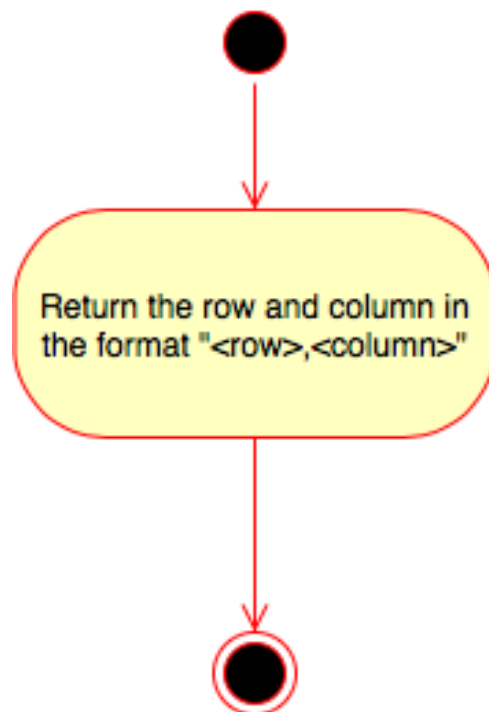 Return the row and column in
the format "<row>,<column>"